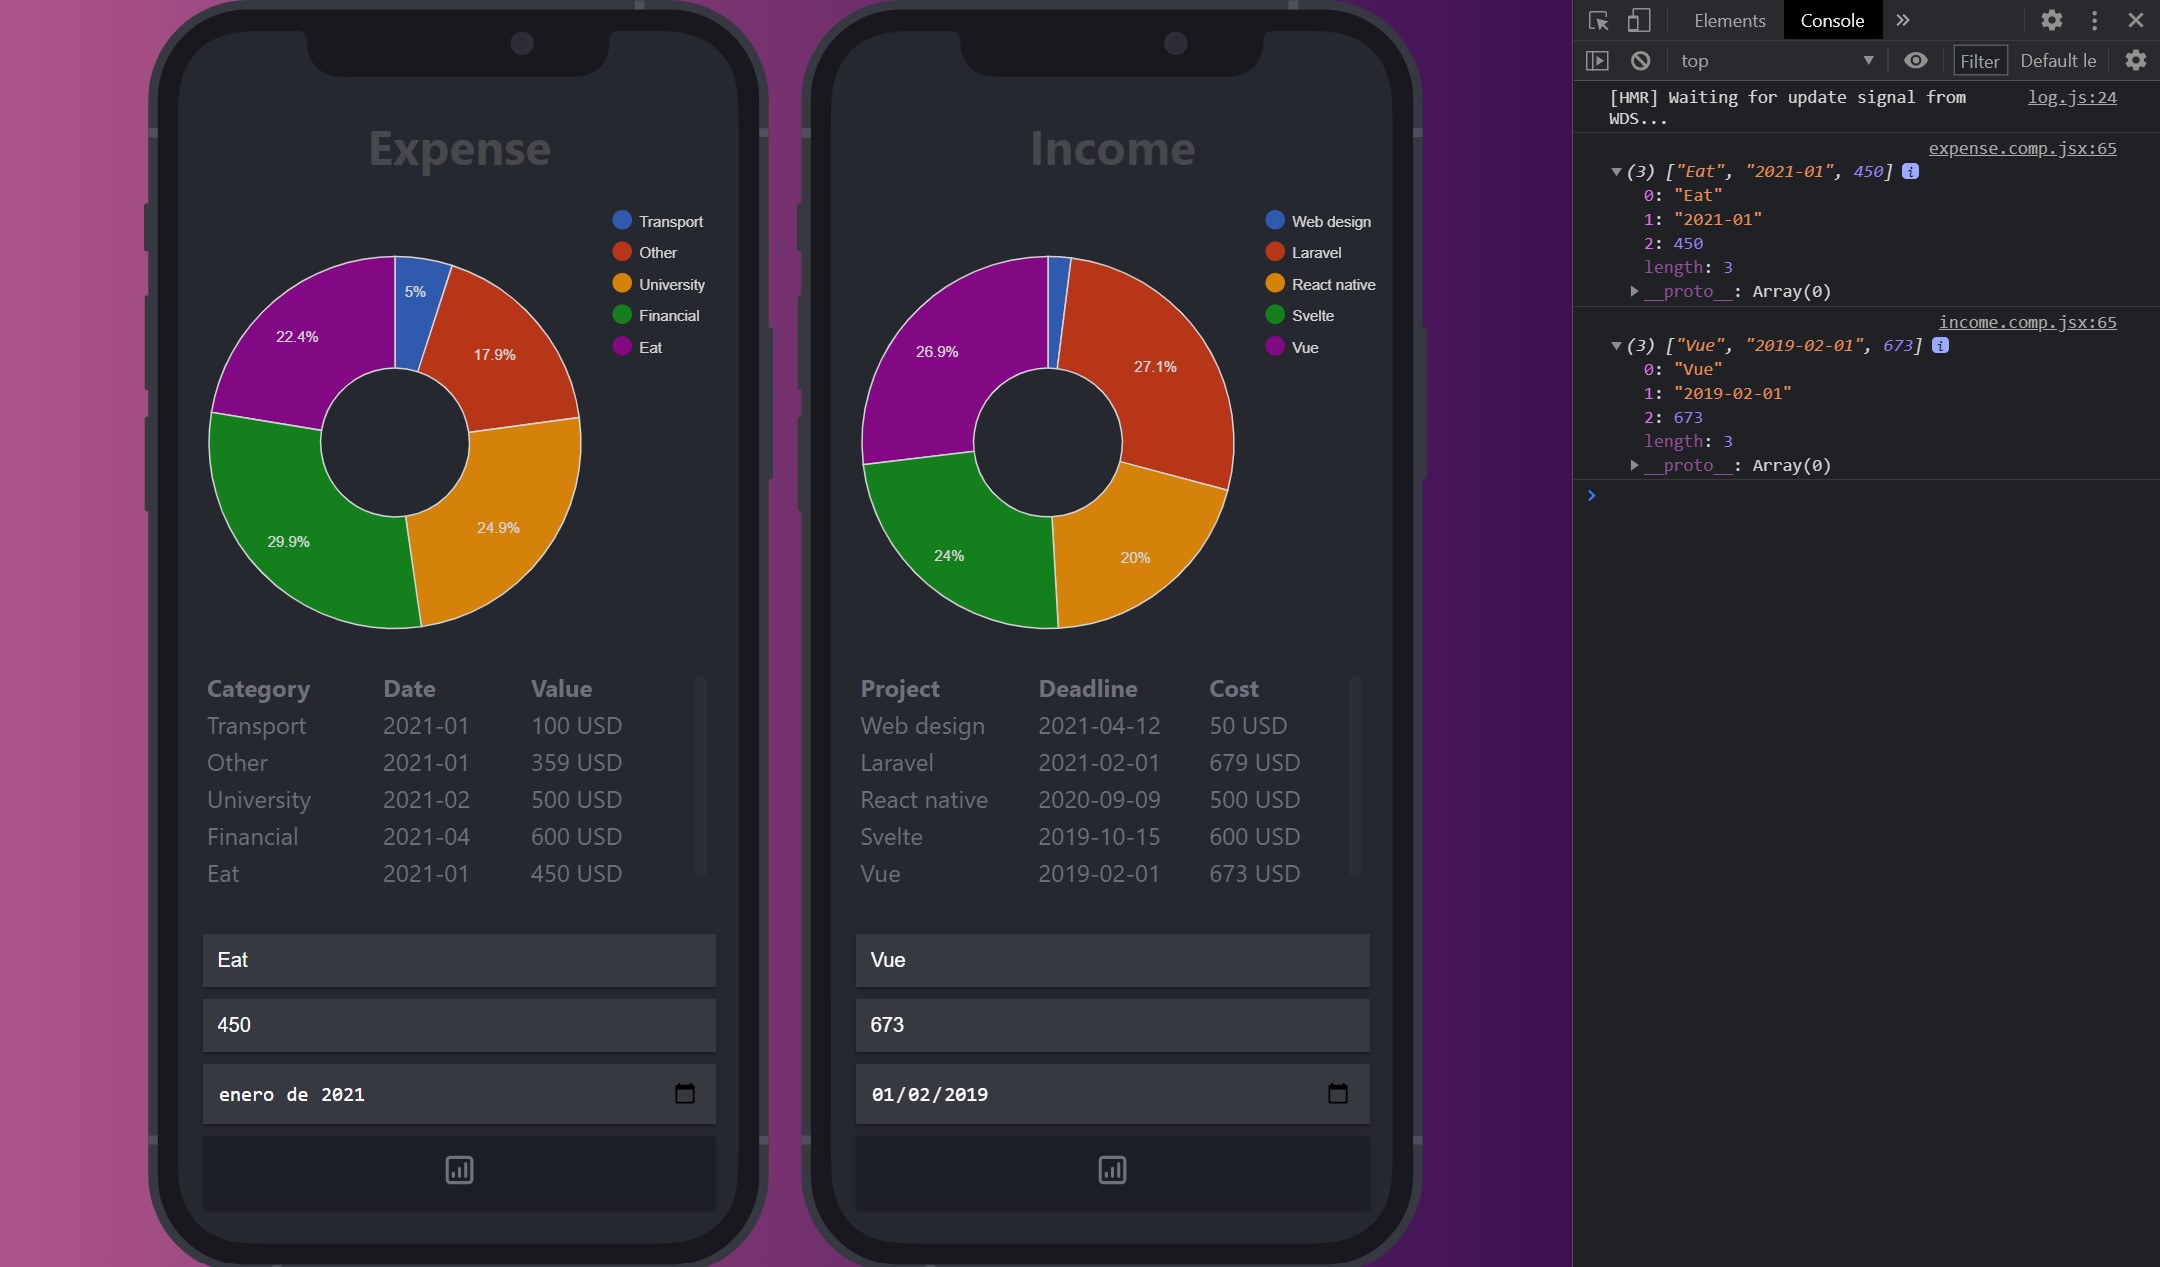 Expense
Transport
Other
University
Financial
Eat
5%
17.9%
24.9%
29.9%
22.4%
Category Date Value
Transport 2021-01 100 USD
Other 2021-01 359 USD
University 2021-02 500 USD
Financial 2021-04 600 USD
Eat 2021-01 450 USD
Eat
450
enero de 2021
Income
Web design
Laravel
React native
Svelte
Vue
27.1%
20%
24%
26.9%
Project Deadline Cost
Web design 2021-04-12 50 USD
Laravel 2021-02-01 679 USD
React native 2020-09-09 500 USD
Svelte 2019-10-15 600 USD
Vue 2019-02-01 673 USD
Vue
673
01/02/2019
Elements Console »
top Filter Default le
[HMR] Waiting for update signal from log.js:24
WDS...
expense.comp.jsx:65
(3) ["Eat", "2021-01", 450] i
0: "Eat"
1: "2021-01"
2: 450
length: 3
__proto__: Array(0)
income.comp.jsx:65
(3) ["Vue", "2019-02-01", 673] i
0: "Vue"
1: "2019-02-01"
2: 673
length: 3
__proto__: Array(0)